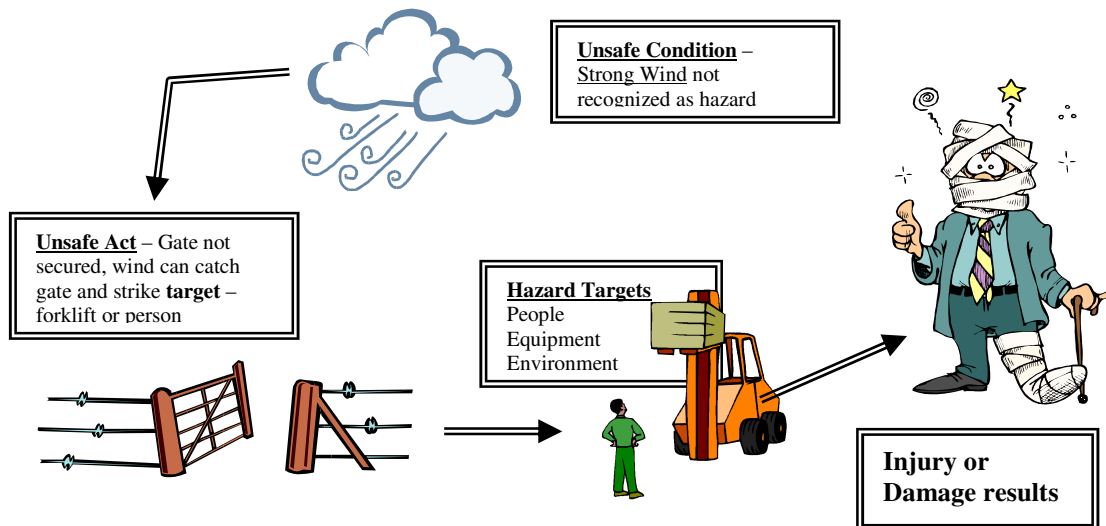 Unsafe Condition –
Strong Wind not
recognized as hazard
Unsafe Act – Gate not
secured, wind can catch
gate and strike target –
forklift or person
Hazard Targets
People
Equipment
Environment
Injury or
Damage results